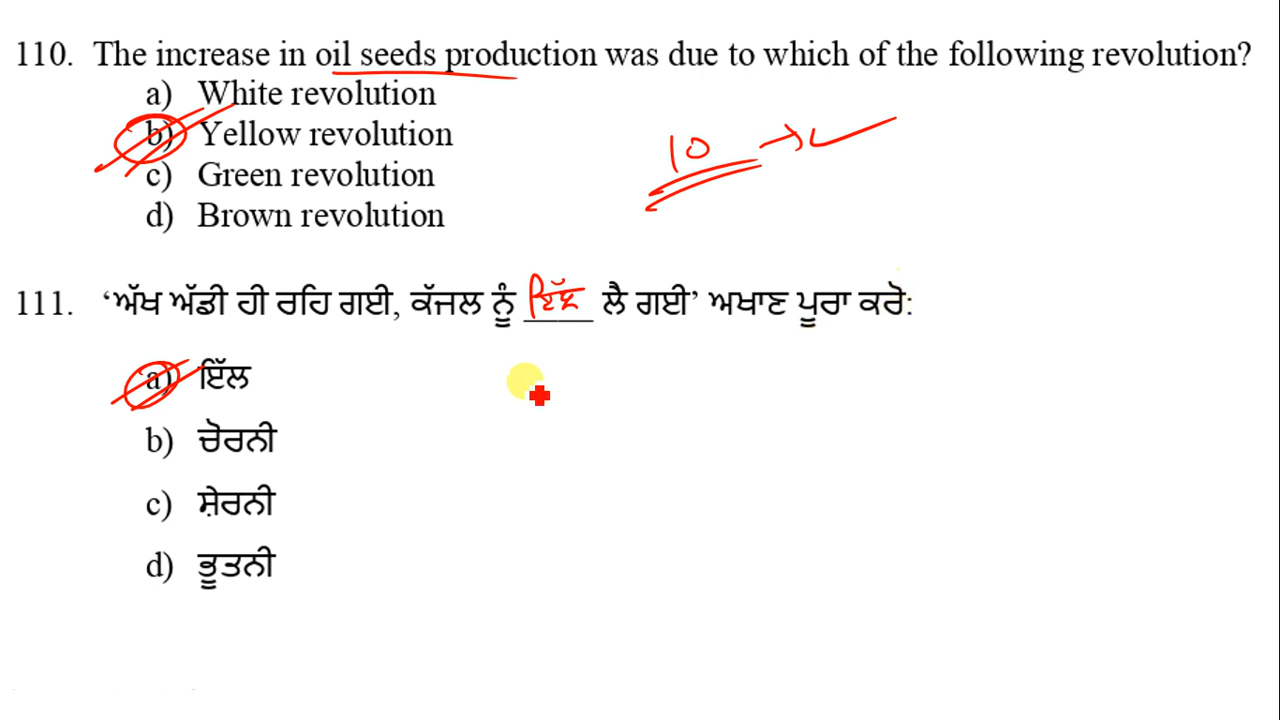 110. The increase in oil seeds production was due to which of the following revolution?
a) White revolution
b) Yellow revolution
10
c) Green revolution
d) Brown revolution
111. ‘ਅੱਖ ਅੱਡੀ ਹੀ ਰਹਿ ਗਈ, ਕੱਜਲ ਨੂੰ ਇੱਲ ਲੈ ਗਈ’ ਅਖਾਣ ਪੂਰਾ ਕਰੋ:
a) ਇੱਲ
b) ਚੋਰਨੀ
c) ਸ਼ੇਰਨੀ
d) ਭੂਤਨੀ